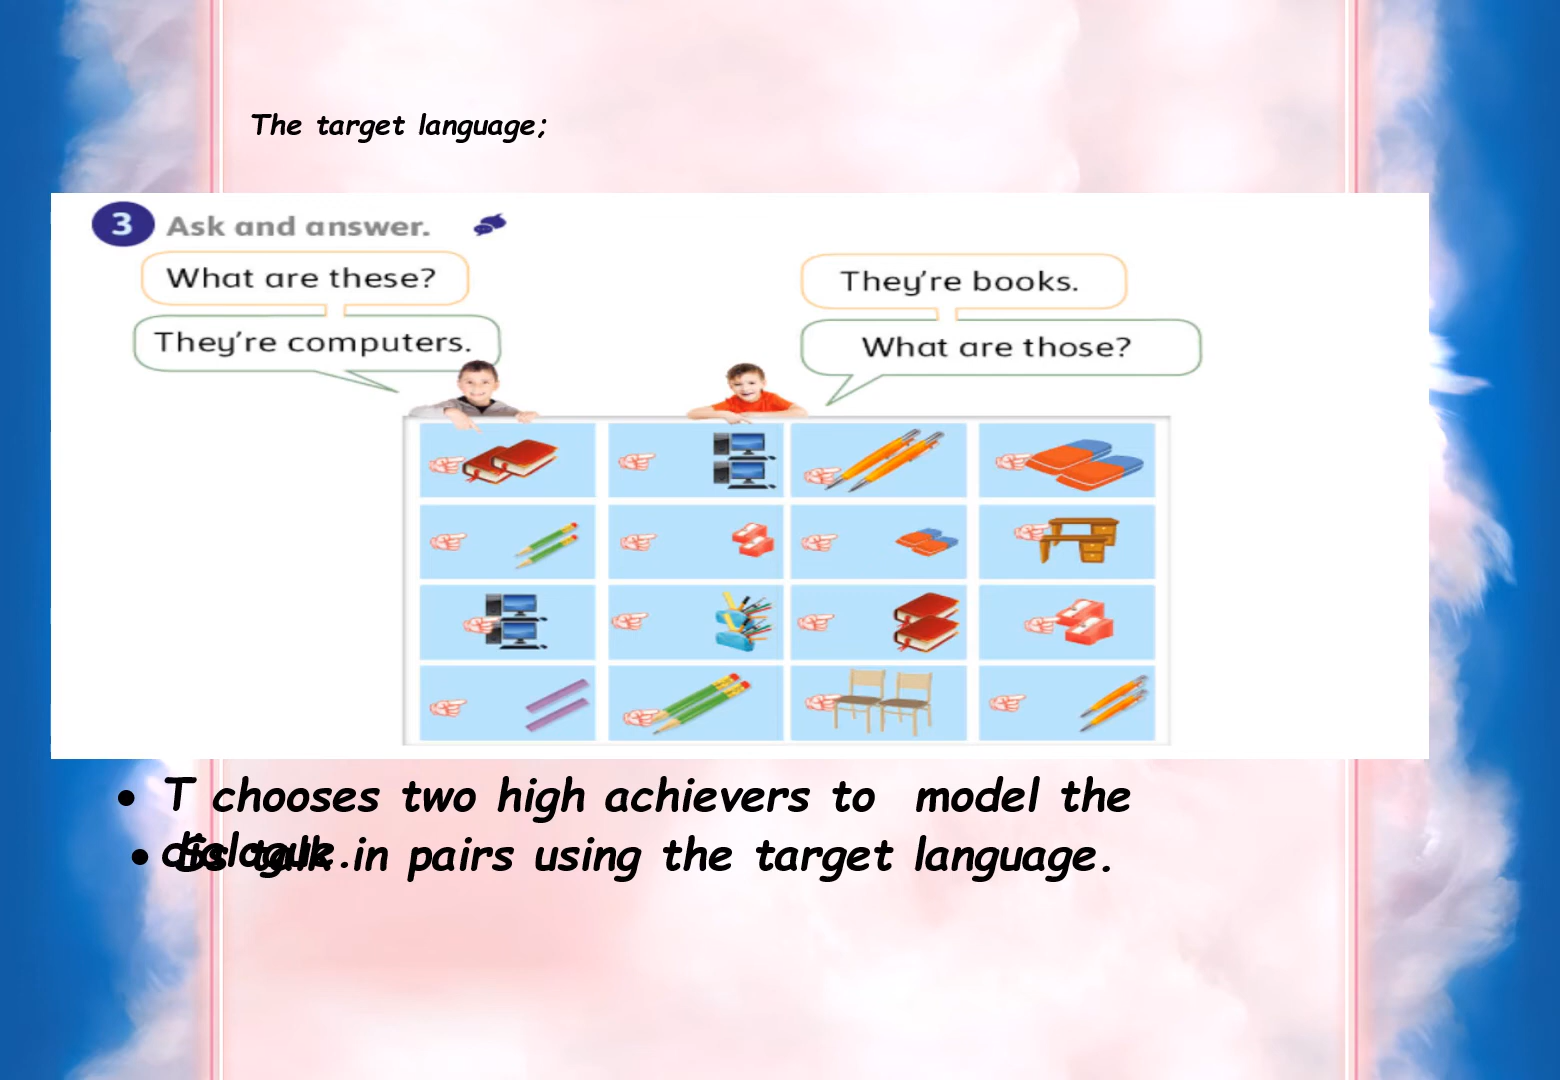 The target language;
3 Ask and answer.
What are these?
They're computers.
They're books.
What are those?
• T chooses two high achievers to model the
dialogue.
• Ss talk in pairs using the target language.